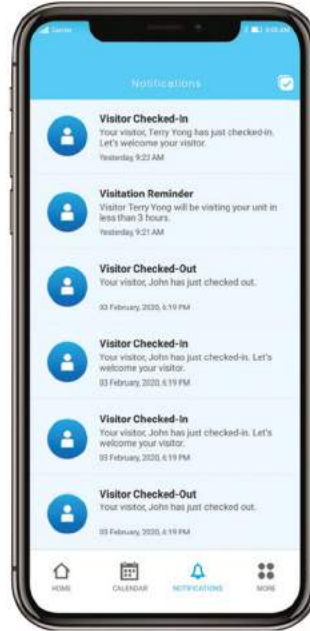 Notifications
Visitor Checked-In
Your visitor, Terry Yong has just checked-in.
Let's welcome your visitor.
Yesterday, 9:23 AM
Visitation Reminder
Visitor Terry Yong will be visiting your unit in
less than 3 hours.
Yesterday, 9:21 AM
Visitor Checked-Out
Your visitor, John has just checked out.
03 February, 2020, 6:19 PM
Visitor Checked-In
Your visitor, John has just checked-in. Let's
welcome your visitor.
03 February, 2020, 6:19 PM
Visitor Checked-In
Your visitor, John has just checked-in. Let's
welcome your visitor.
03 February, 2020, 6:19 PM
Visitor Checked-Out
Your visitor, John has just checked out.
03 February, 2020, 6:19 PM
HOME
CALENDAR
NOTIFICATIONS
MORE